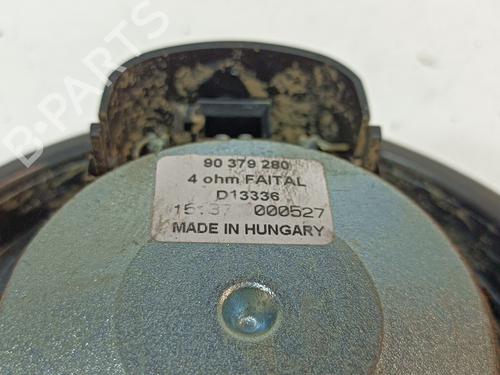 B-PARTS
90 379 280
4 ohm FAITAL
D13336
15:37 000527
MADE IN HUNGARY